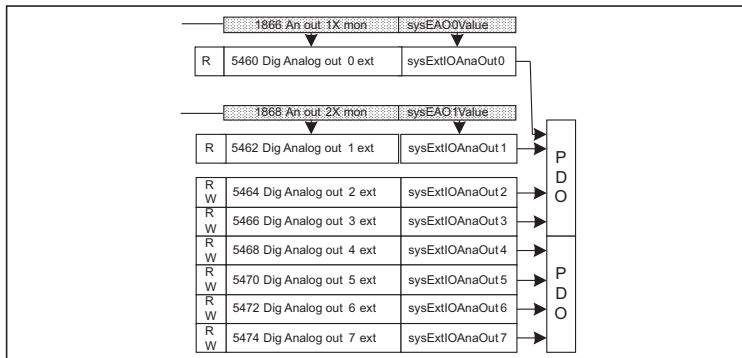 1866 An out 1X mon sysEAO0Value
R 5460 Dig Analog out 0 ext sysExtIOAnaOut0
1868 An out 2X mon sysEAO1Value
R 5462 Dig Analog out 1 ext sysExtIOAnaOut1
R W 5464 Dig Analog out 2 ext sysExtIOAnaOut2
R W 5466 Dig Analog out 3 ext sysExtIOAnaOut3
PDO
R W 5468 Dig Analog out 4 ext sysExtIOAnaOut4
R W 5470 Dig Analog out 5 ext sysExtIOAnaOut5
R W 5472 Dig Analog out 6 ext sysExtIOAnaOut6
R W 5474 Dig Analog out 7 ext sysExtIOAnaOut7
PDO